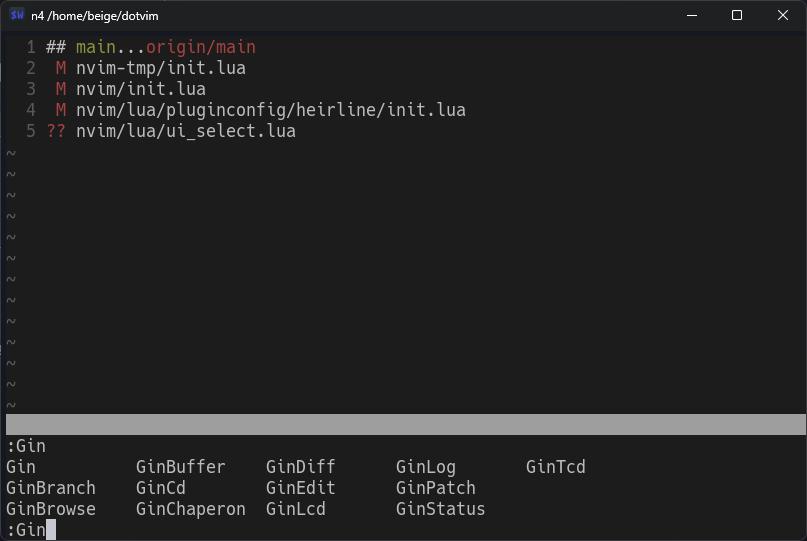 SW n4 /home/beige/dotvim
1 ## main...origin/main
2  M nvim-tmp/init.lua
3  M nvim/init.lua
4  M nvim/lua/pluginconfig/heirline/init.lua
5 ?? nvim/lua/ui_select.lua
~
~
~
~
~
~
~
~
~
~
~
~
~
:Gin
Gin GinBuffer GinDiff GinLog GinTcd
GinBranch GinCd GinEdit GinPatch
GinBrowse GinChaperon GinLcd GinStatus
:Gin